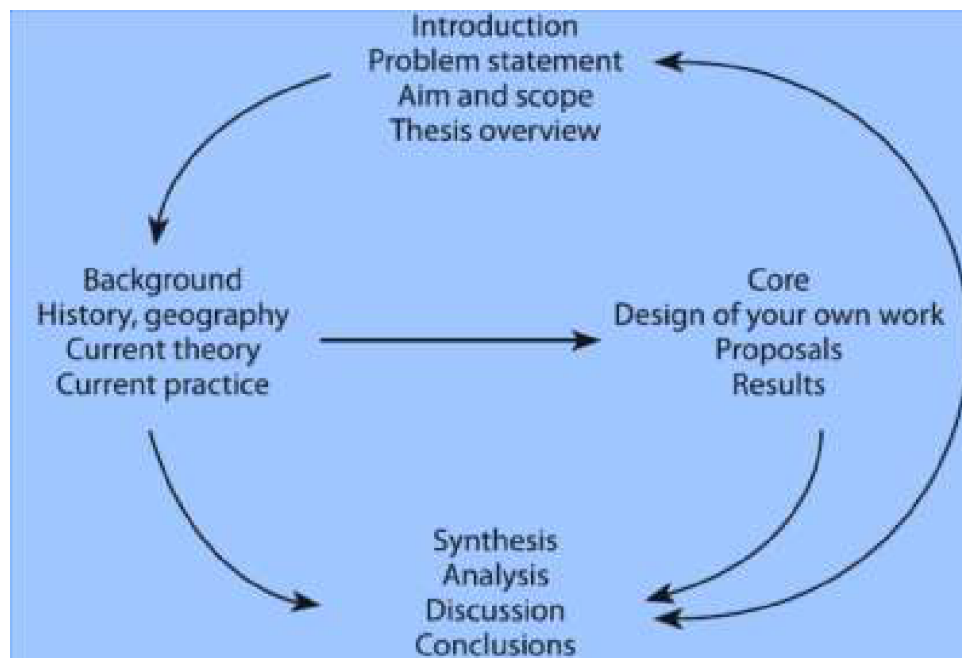 Introduction
Problem statement
Aim and scope
Thesis overview
Background
History, geography
Current theory
Current practice
Core
Design of your own work
Proposals
Results
Synthesis
Analysis
Discussion
Conclusions